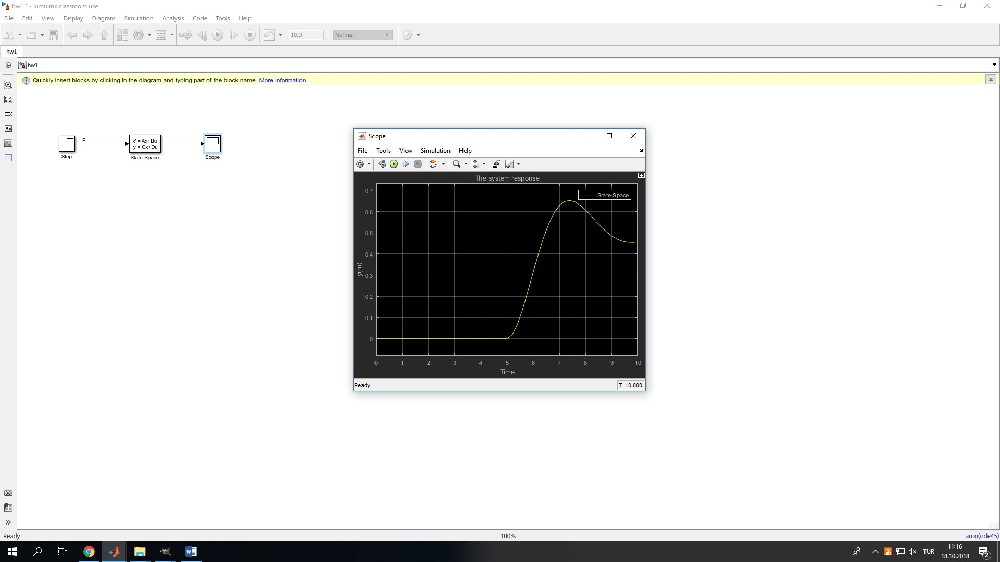 hw1 * - Simulink classroom use
File Edit View Display Diagram Simulation Analysis Code Tools Help
10.0 Normal
hw1
hw1
Quickly insert blocks by clicking in the diagram and typing part of the block name. More information.
F
x' = Ax+Bu
y = Cx+Du
Step
State-Space
Scope
Scope
File Tools View Simulation Help
The system response
State-Space
0.7
0.6
0.5
0.4
0.3
0.2
0.1
0
y(m)
0 1 2 3 4 5 6 7 8 9 10
Time
Ready T=10.000
Ready 100% auto(ode45)
TUR
11:16
18.10.2018
2